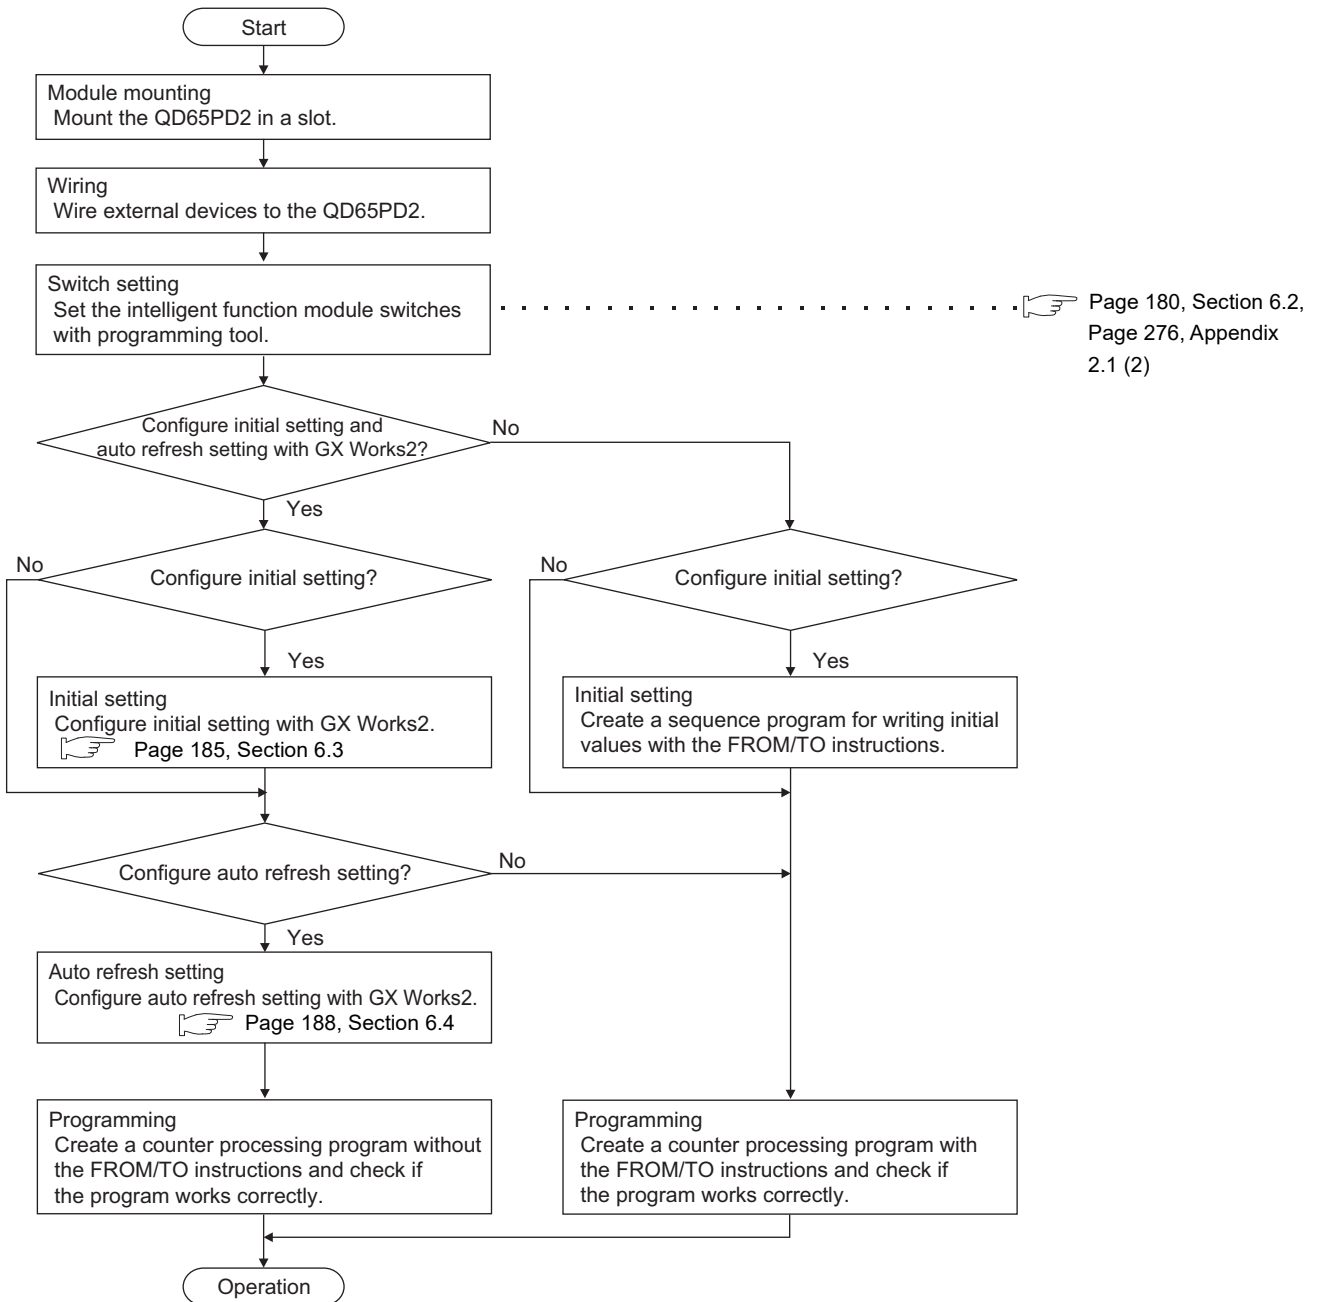 Start
Module mounting
Mount the QD65PD2 in a slot.
Wiring
Wire external devices to the QD65PD2.
Switch setting
Set the intelligent function module switches
with programming tool.
Page 180, Section 6.2,
Page 276, Appendix
2.1 (2)
Configure initial setting and
auto refresh setting with GX Works2?
No
Yes
No
Configure initial setting?
Yes
Initial setting
Configure initial setting with GX Works2.
Page 185, Section 6.3
No
Configure initial setting?
Yes
Initial setting
Create a sequence program for writing initial
values with the FROM/TO instructions.
Configure auto refresh setting?
No
Yes
Auto refresh setting
Configure auto refresh setting with GX Works2.
Page 188, Section 6.4
Programming
Create a counter processing program without
the FROM/TO instructions and check if
the program works correctly.
Programming
Create a counter processing program with
the FROM/TO instructions and check if
the program works correctly.
Operation